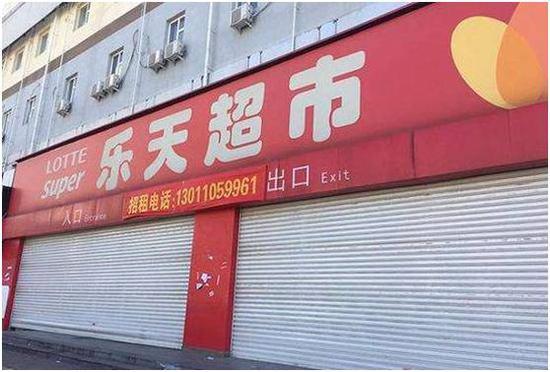 LOTTE
super
乐天超市
入口 Entrance
招租电话:13011059961
出口 Exit